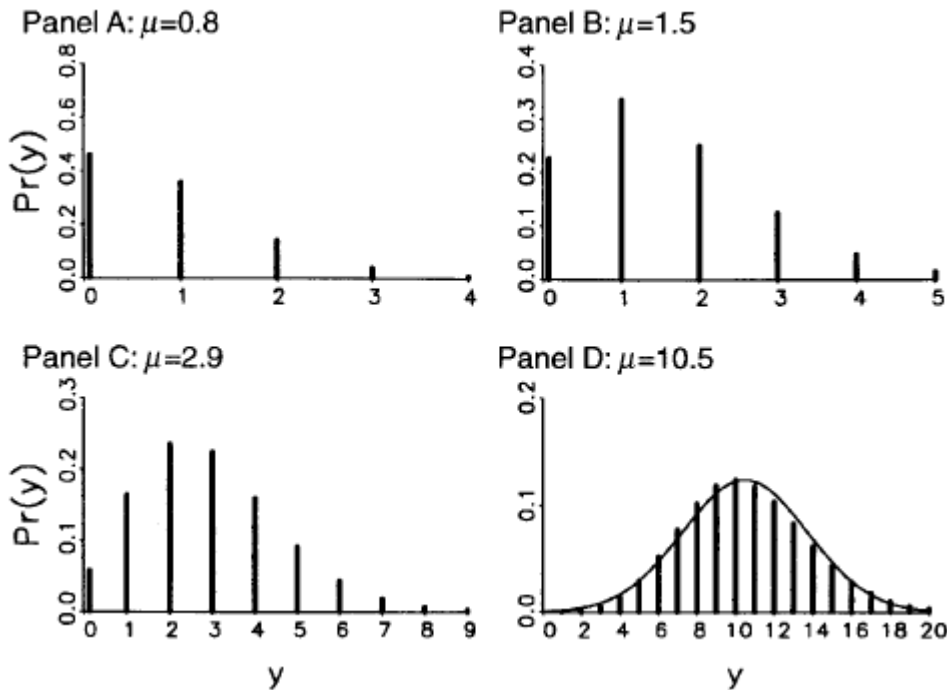 Panel A: μ=0.8
Pr(y)
0.0 0.2 0.4 0.6 0.8
0 1 2 3 4
Panel B: μ=1.5
0.0 0.1 0.2 0.3 0.4
0 1 2 3 4 5
Panel C: μ=2.9
Pr(y)
0.0 0.1 0.2 0.3
0 1 2 3 4 5 6 7 8 9
y
Panel D: μ=10.5
0.0 0.1 0.2
0 2 4 6 8 10 12 14 16 18 20
y